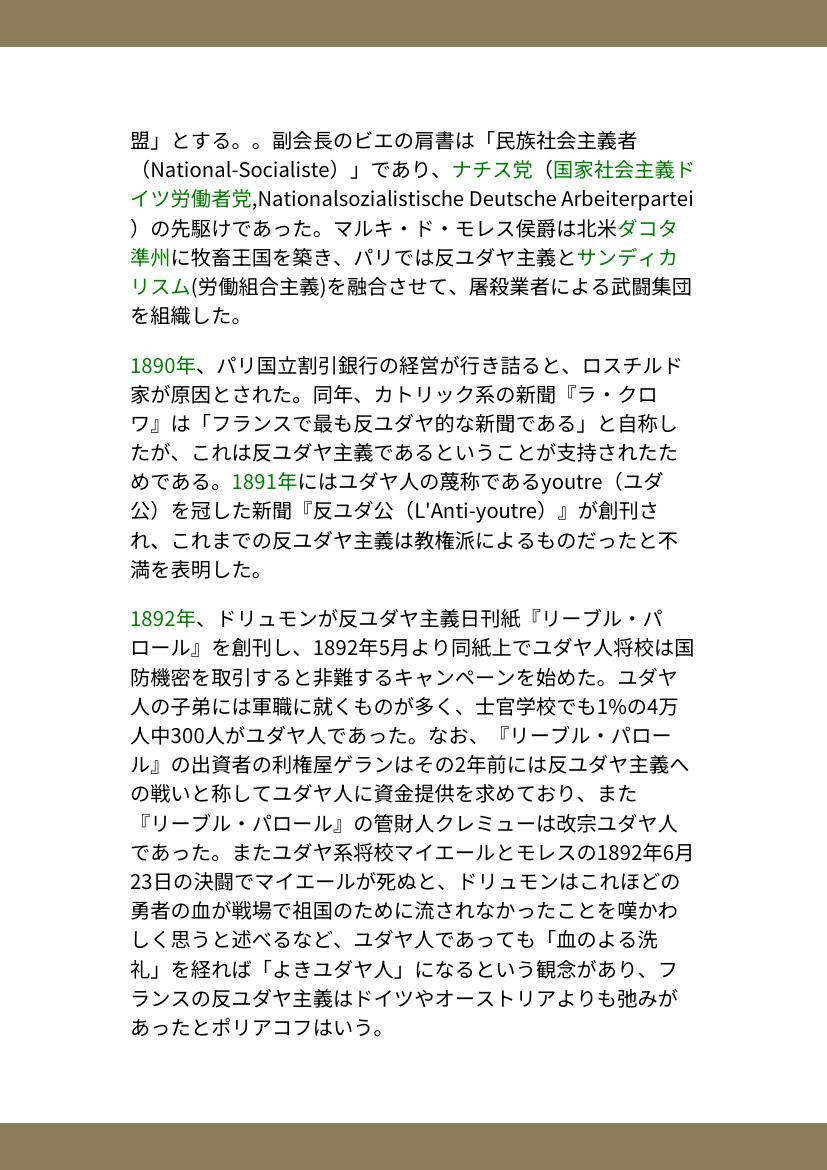 盟」とする。。副会長のビエの肩書は「民族社会主義者
（National-Socialiste）」であり、ナチス党（国家社会主義ド
イツ労働者党,Nationalsozialistische Deutsche Arbeiterpartei
）の先駆けであった。マルキ・ド・モレス侯爵は北米ダコタ
準州に牧畜王国を築き、パリでは反ユダヤ主義とサンディカ
リスム(労働組合主義)を融合させて、屠殺業者による武闘集団
を組織した。
1890年、パリ国立割引銀行の経営が行き詰ると、ロスチルド
家が原因とされた。同年、カトリック系の新聞『ラ・クロ
ワ』は「フランスで最も反ユダヤ的な新聞である」と自称し
たが、これは反ユダヤ主義であるということが支持されたた
めである。1891年にはユダヤ人の蔑称であるyoutre（ユダ
公）を冠した新聞『反ユダ公（L'Anti-youtre）』が創刊さ
れ、これまでの反ユダヤ主義は教権派によるものだったと不
満を表明した。
1892年、ドリュモンが反ユダヤ主義日刊紙『リーブル・パ
ロール』を創刊し、1892年5月より同紙上でユダヤ人将校は国
防機密を取引すると非難するキャンペーンを始めた。ユダヤ
人の子弟には軍職に就くものが多く、士官学校でも1%の4万
人中300人がユダヤ人であった。なお、『リーブル・パロー
ル』の出資者の利権屋ゲランはその2年前には反ユダヤ主義へ
の戦いと称してユダヤ人に資金提供を求めており、また
『リーブル・パロール』の管財人クレミューは改宗ユダヤ人
であった。またユダヤ系将校マイエールとモレスの1892年6月
23日の決闘でマイエールが死ぬと、ドリュモンはこれほどの
勇者の血が戦場で祖国のために流されなかったことを嘆かわ
しく思うと述べるなど、ユダヤ人であっても「血のよる洗
礼」を経れば「よきユダヤ人」になるという観念があり、フ
ランスの反ユダヤ主義はドイツやオーストリアよりも弛みが
あったとポリアコフはいう。